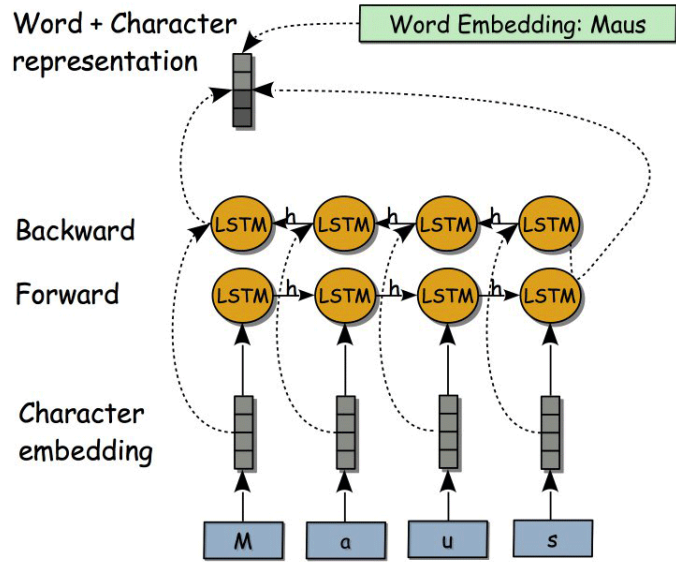 Word + Character
representation
Word Embedding: Maus
Backward
LSTM h LSTM h LSTM h LSTM
Forward
LSTM h LSTM h LSTM h LSTM
Character
embedding
M a u s